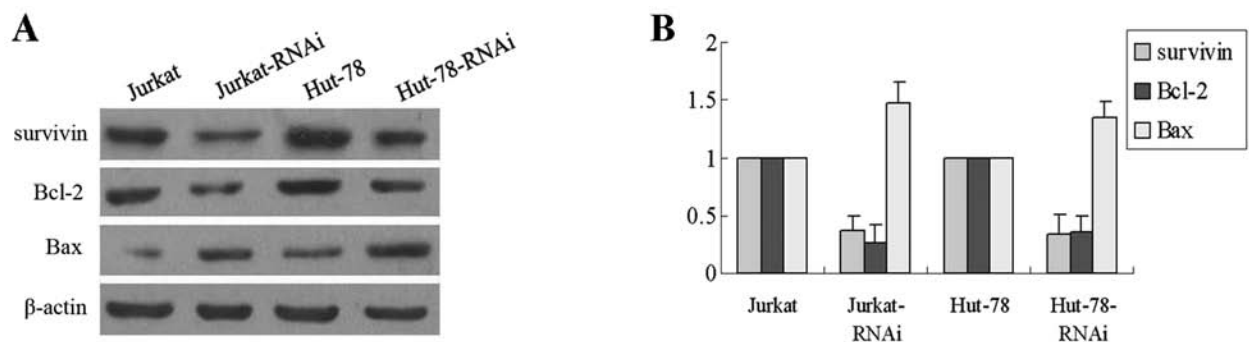 A
Jurkat
Jurkat-RNAi
Hut-78
Hut-78-RNAi
survivin
Bcl-2
Bax
β-actin
B
2
1.5
1
0.5
0
Jurkat
Jurkat-
RNAi
Hut-78
Hut-78-
RNAi
survivin
Bcl-2
Bax